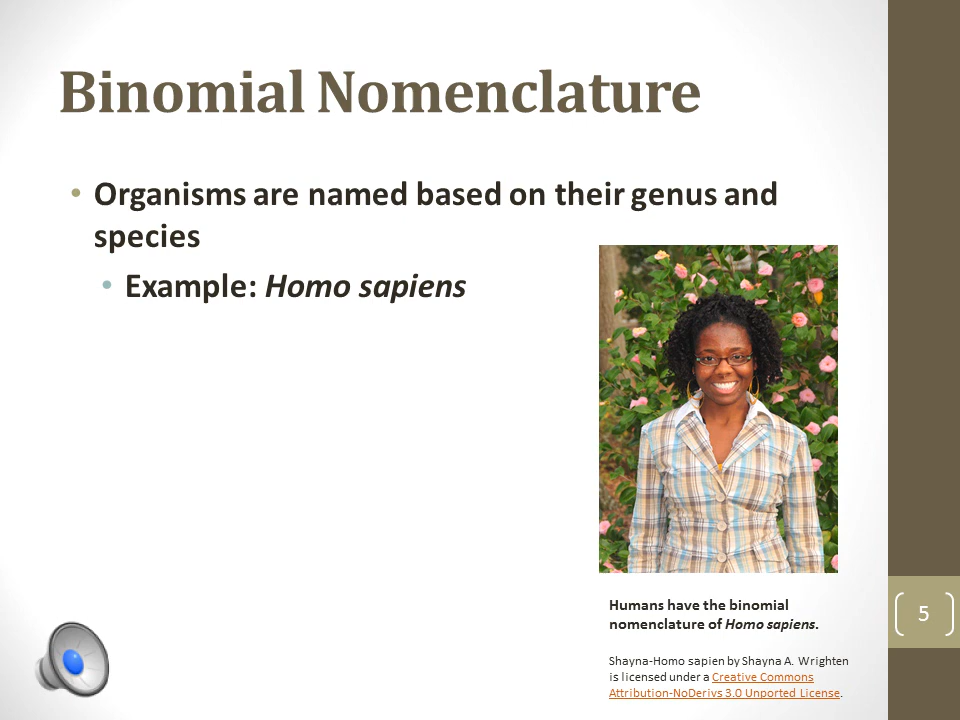 Binomial Nomenclature
• Organisms are named based on their genus and
species
• Example: Homo sapiens
Humans have the binomial
nomenclature of Homo sapiens.
Shayna-Homo sapien by Shayna A. Wrighten
is licensed under a Creative Commons
Attribution-NoDerivs 3.0 Unported License.
5